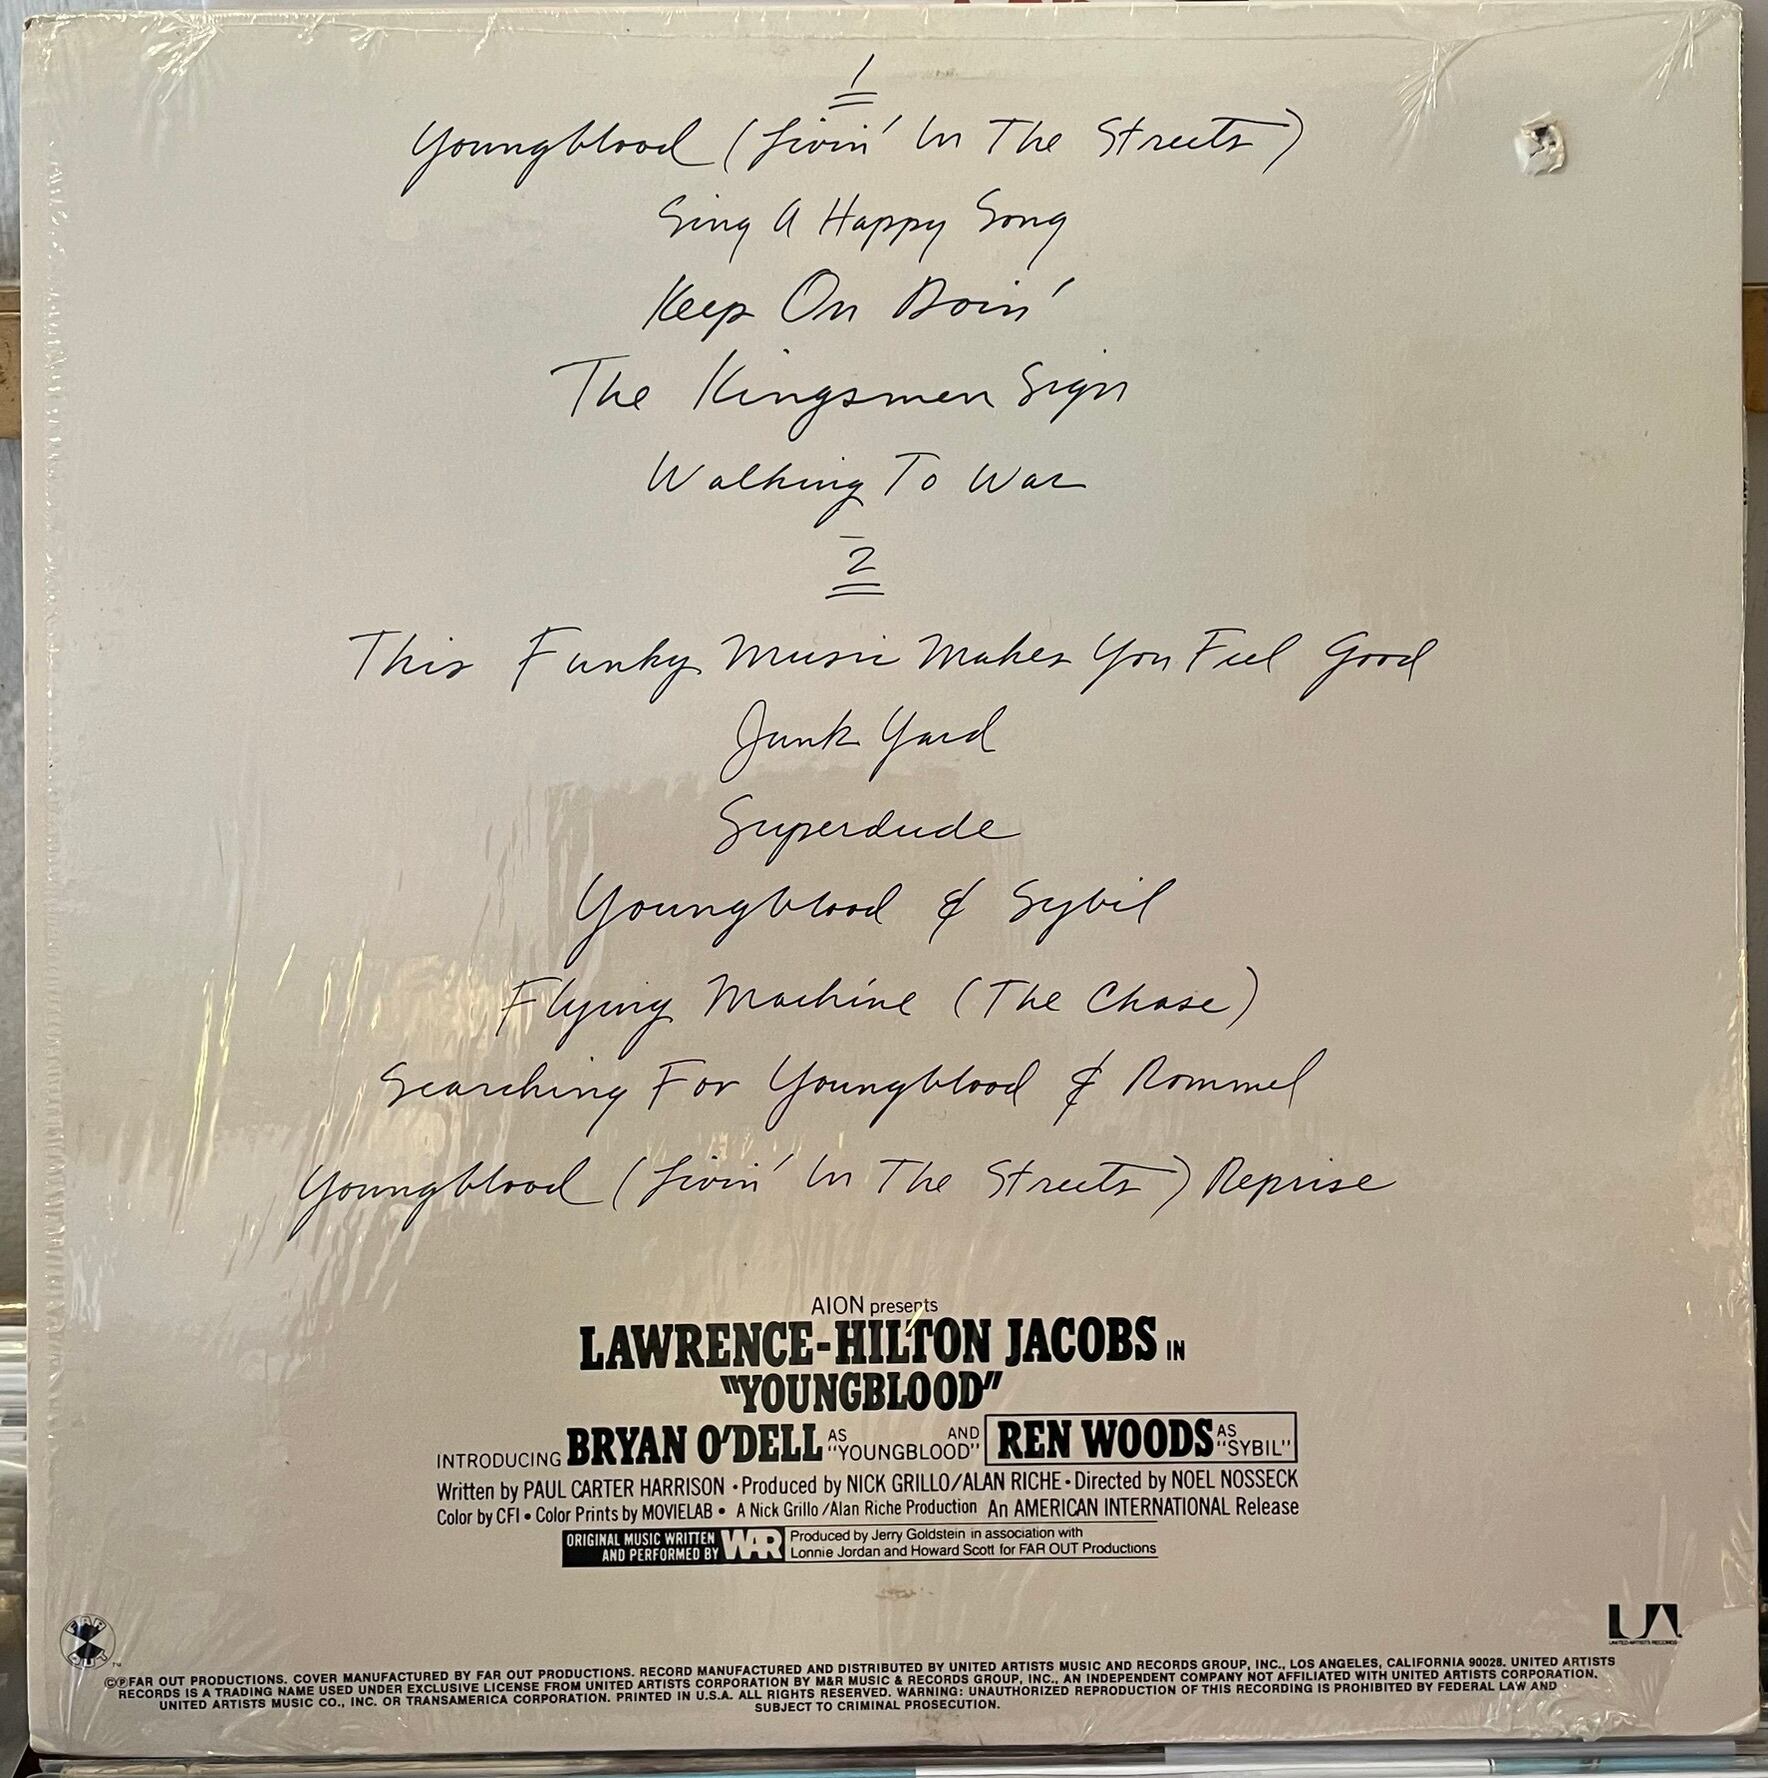 1
Youngblood (Livin' In The Streets)
Sing A Happy Song
Keep On Doin'
The Kingsmen Sign
Walking To War
2
This Funky Music Makes You Feel Good
Junk Yard
Superdude
Youngblood & Sybil
Flying Machine (The Chase)
Searching For Youngblood & Rommel
Youngblood (Livin' In The Streets) Reprise
AION presents
LAWRENCE-HILTON JACOBS IN
"YOUNGBLOOD"
INTRODUCING BRYAN O'DELL AS "YOUNGBLOOD" AND REN WOODS AS "SYBIL"
Written by PAUL CARTER HARRISON • Produced by NICK GRILLO/ALAN RICHE • Directed by NOEL NOSSECK
Color by CFI • Color Prints by MOVIELAB • A Nick Grillo/Alan Riche Production An AMERICAN INTERNATIONAL Release
ORIGINAL MUSIC WRITTEN AND PERFORMED BY WAR
Produced by Jerry Goldstein in association with
Lonnie Jordan and Howard Scott for FAR OUT Productions
FAR OUT TM
UA
UNITED ARTISTS RECORDS
©℗FAR OUT PRODUCTIONS. COVER MANUFACTURED BY FAR OUT PRODUCTIONS. RECORD MANUFACTURED AND DISTRIBUTED BY UNITED ARTISTS MUSIC AND RECORDS GROUP, INC., LOS ANGELES, CALIFORNIA 90028. UNITED ARTISTS
RECORDS IS A TRADING NAME USED UNDER EXCLUSIVE LICENSE FROM UNITED ARTISTS CORPORATION BY M&R MUSIC & RECORDS GROUP, INC., AN INDEPENDENT COMPANY NOT AFFILIATED WITH UNITED ARTISTS CORPORATION.
UNITED ARTISTS MUSIC CO., INC. OR TRANSAMERICA CORPORATION. PRINTED IN U.S.A. ALL RIGHTS RESERVED. WARNING: UNAUTHORIZED REPRODUCTION OF THIS RECORDING IS PROHIBITED BY FEDERAL LAW AND
SUBJECT TO CRIMINAL PROSECUTION.